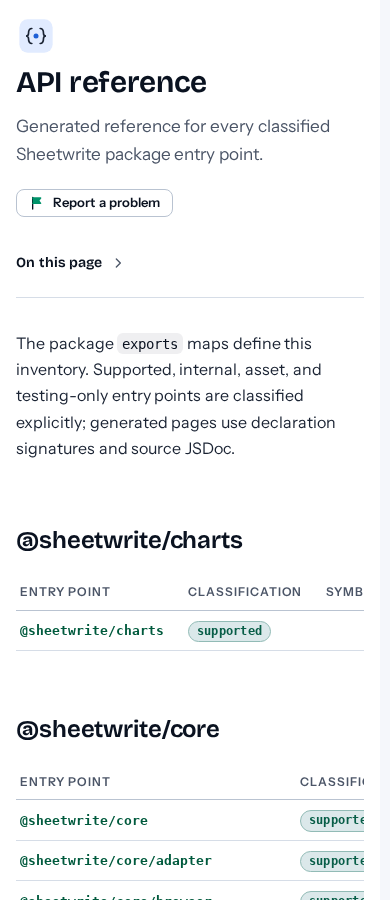 API reference
Generated reference for every classified
Sheetwrite package entry point.
Report a problem
On this page
The package exports maps define this
inventory. Supported, internal, asset, and
testing-only entry points are classified
explicitly; generated pages use declaration
signatures and source JSDoc.
@sheetwrite/charts
ENTRY POINT CLASSIFICATION SYMB
@sheetwrite/charts supported
@sheetwrite/core
ENTRY POINT CLASSIFIC
@sheetwrite/core supporte
@sheetwrite/core/adapter supporte